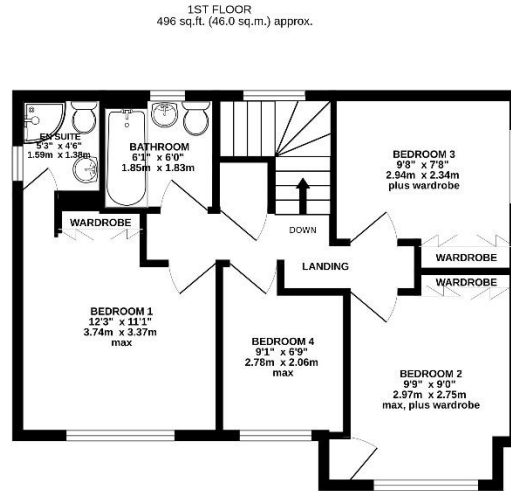 1ST FLOOR
496 sq.ft. (46.0 sq.m.) approx.
EN SUITE
5'3" x 4'6"
1.59m x 1.38m
BATHROOM
6'1" x 6'0"
1.85m x 1.83m
BEDROOM 3
9'8" x 7'8"
2.94m x 2.34m
plus wardrobe
WARDROBE
DOWN
LANDING
WARDROBE
WARDROBE
BEDROOM 1
12'3" x 11'1"
3.74m x 3.37m
max
BEDROOM 4
9'1" x 6'9"
2.78m x 2.06m
max
BEDROOM 2
9'9" x 9'0"
2.97m x 2.75m
max, plus wardrobe